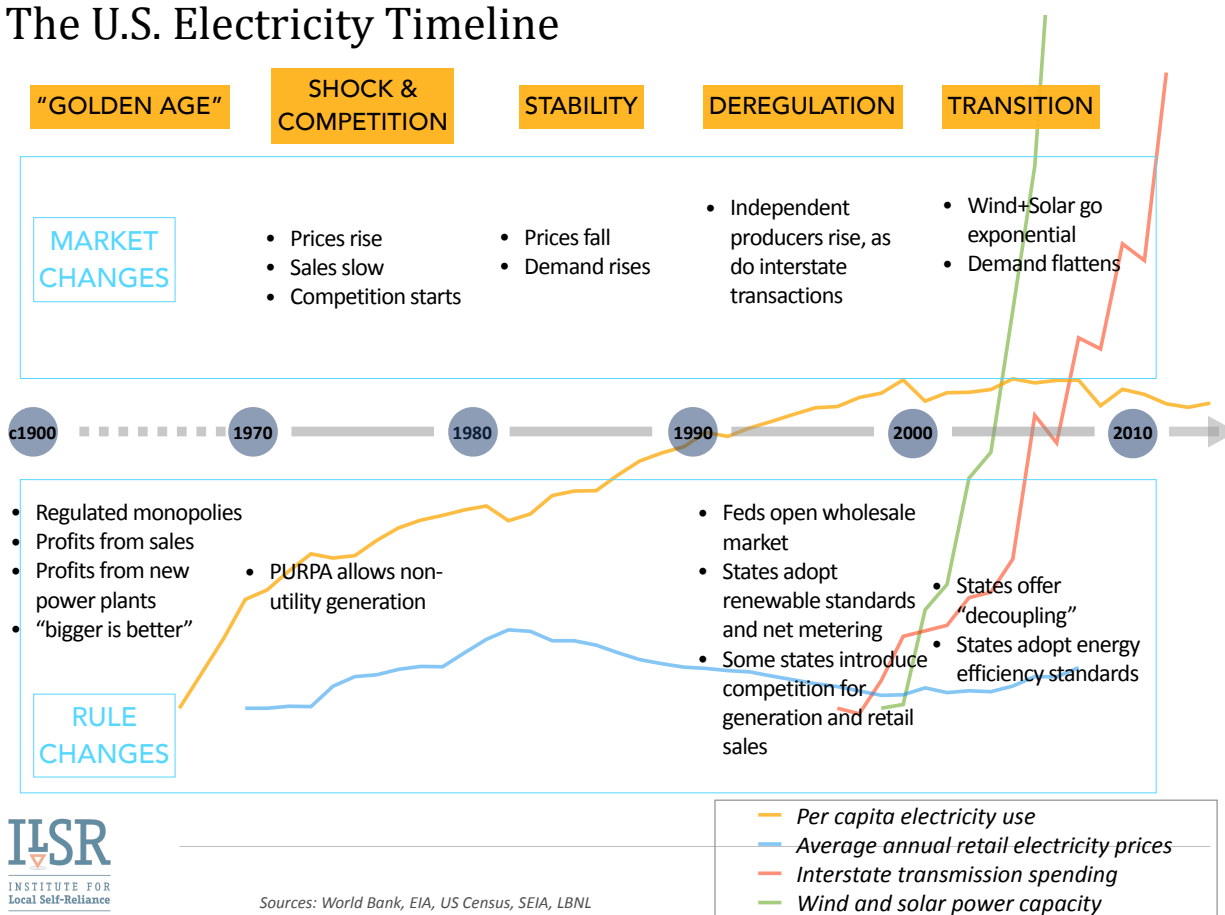 The U.S. Electricity Timeline
"GOLDEN AGE"
SHOCK &
COMPETITION
STABILITY
DEREGULATION
TRANSITION
MARKET
CHANGES
• Prices rise
• Sales slow
• Competition starts
• Prices fall
• Demand rises
• Independent
producers rise, as
do interstate
transactions
• Wind+Solar go
exponential
• Demand flattens
c1900
1970
1980
1990
2000
2010
• Regulated monopolies
• Profits from sales
• Profits from new
power plants
• "bigger is better"
• PURPA allows non-
utility generation
• Feds open wholesale
market
• States adopt
renewable standards
and net metering
• Some states introduce
competition for
generation and retail
sales
• States offer
"decoupling"
• States adopt energy
efficiency standards
RULE
CHANGES
ILSR
INSTITUTE FOR
Local Self-Reliance
Sources: World Bank, EIA, US Census, SEIA, LBNL
Per capita electricity use
Average annual retail electricity prices
Interstate transmission spending
Wind and solar power capacity